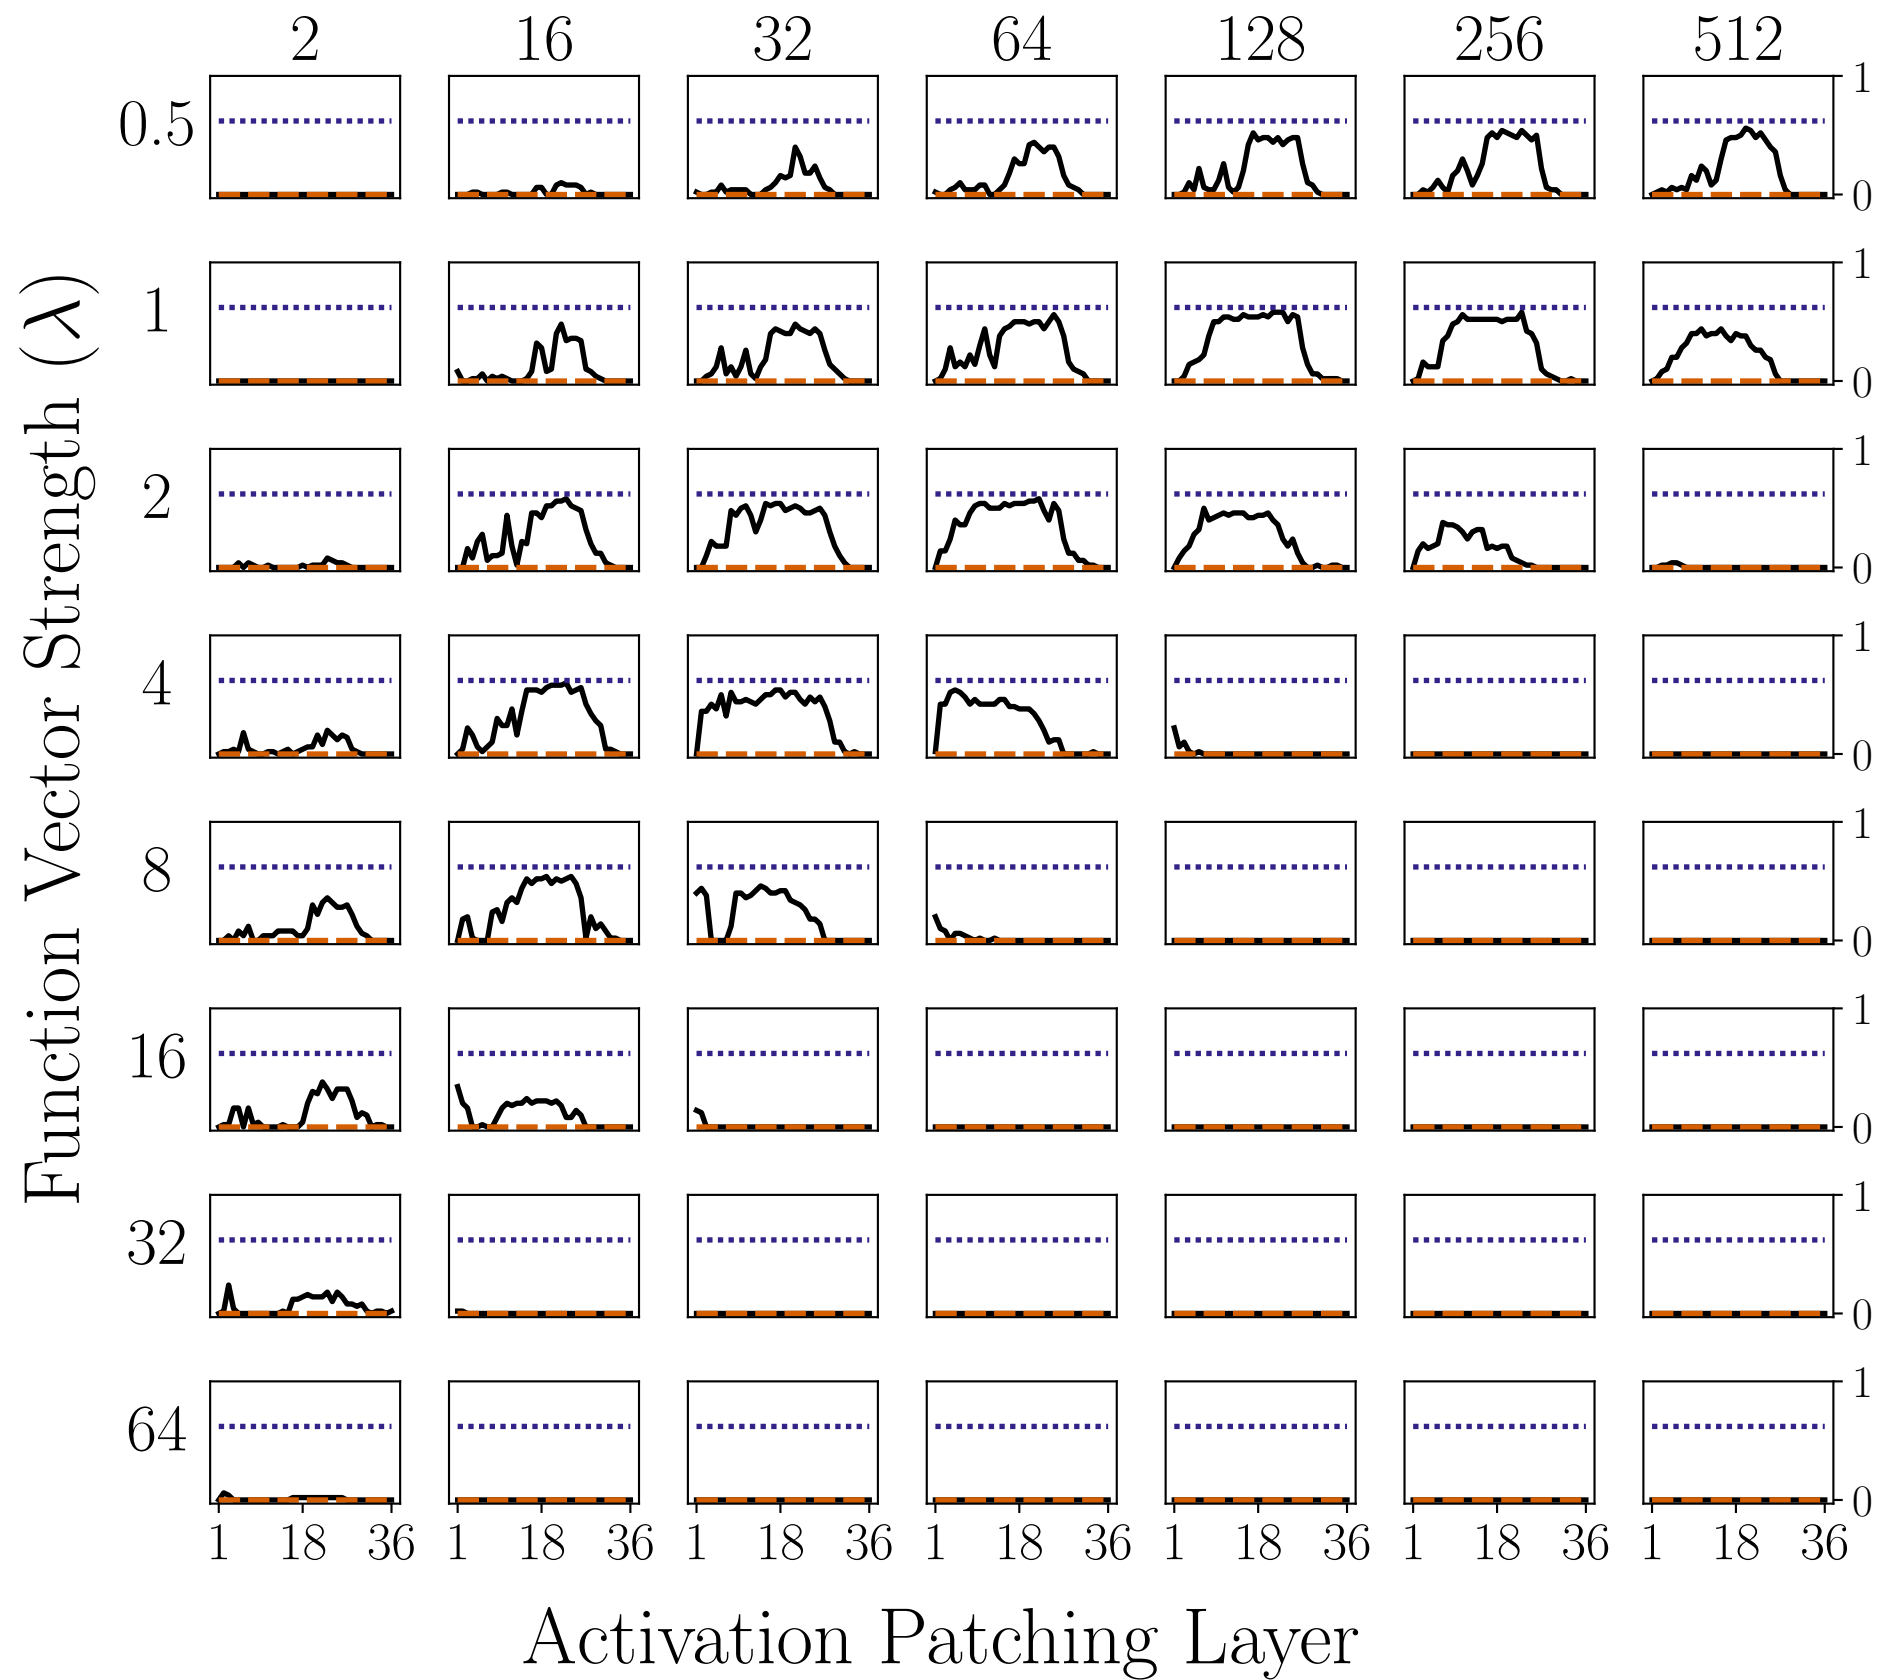 2 16 32 64 128 256 512
0.5 1 0
1 1 0
2 1 0
4 1 0
8 1 0
16 1 0
32 1 0
64 1 0
1 18 36 1 18 36 1 18 36 1 18 36 1 18 36 1 18 36 1 18 36
Function Vector Strength (λ)
Activation Patching Layer